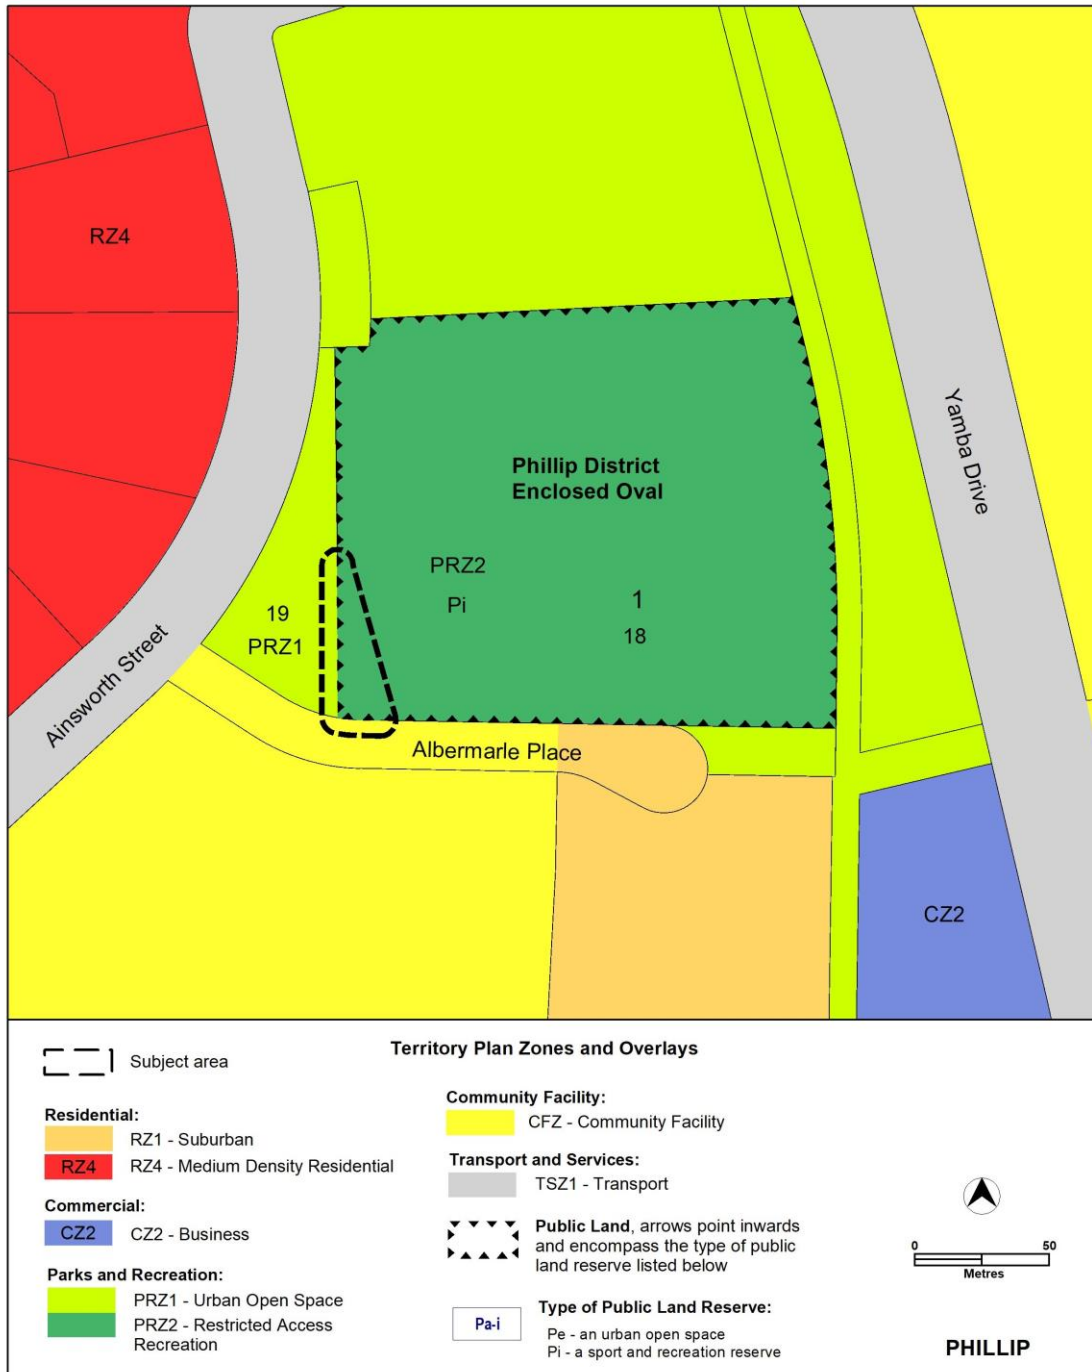 RZ4
Yamba Drive
Phillip District
Enclosed Oval
PRZ2
Pi
1
18
19
PRZ1
Ainsworth Street
Albermarle Place
CZ2
Territory Plan Zones and Overlays
Subject area
Residential:
RZ1 - Suburban
RZ4
RZ4 - Medium Density Residential
Commercial:
CZ2
CZ2 - Business
Parks and Recreation:
PRZ1 - Urban Open Space
PRZ2 - Restricted Access
Recreation
Community Facility:
CFZ - Community Facility
Transport and Services:
TSZ1 - Transport
Public Land, arrows point inwards
and encompass the type of public
land reserve listed below
Pa-i
Type of Public Land Reserve:
Pe - an urban open space
Pi - a sport and recreation reserve
0 50
Metres
PHILLIP